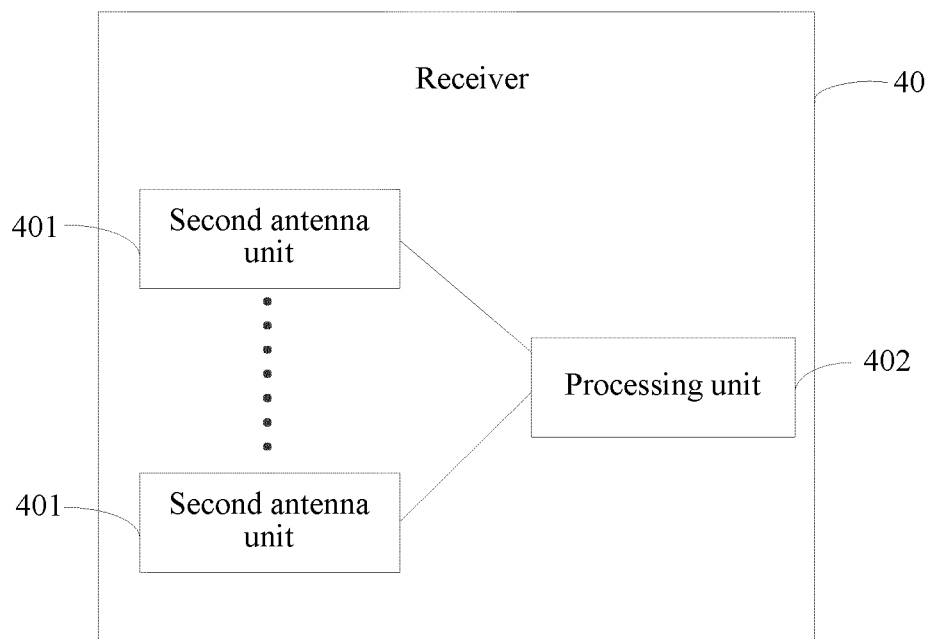 Receiver
40
401
Second antenna
unit
Processing unit
402
401
Second antenna
unit